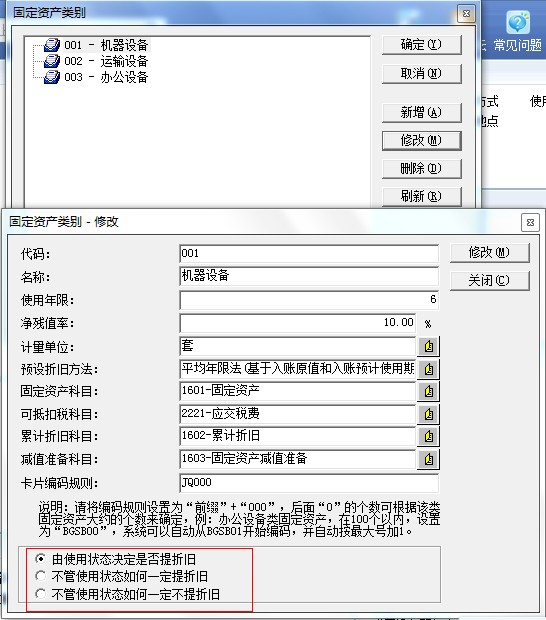 固定资产类别
001 - 机器设备
002 - 运输设备
003 - 办公设备
确定(Y)
取消(N)
新增(A)
修改(M)
删除(D)
刷新(R)
常见问题
方式 使用
地点
固定资产类别 - 修改
代码: 001
名称: 机器设备
使用年限: 6
净残值率: 10.00 %
计量单位: 套
预设折旧方法: 平均年限法(基于入账原值和入账预计使用期
固定资产科目: 1601-固定资产
可抵扣税科目: 2221-应交税费
累计折旧科目: 1602-累计折旧
减值准备科目: 1603-固定资产减值准备
卡片编码规则: JQ000
修改(M)
关闭(C)
说明: 请将编码规则设置为“前缀”+“000”, 后面“0”的个数可根据该类
固定资产大约的个数来确定, 例: 办公设备类固定资产, 在100个以内, 设置
为“BGSB00”, 系统可以自动从BGSB01开始编码, 并自动按最大号加1。
由使用状态决定是否提折旧
不管使用状态如何一定提折旧
不管使用状态如何一定不提折旧